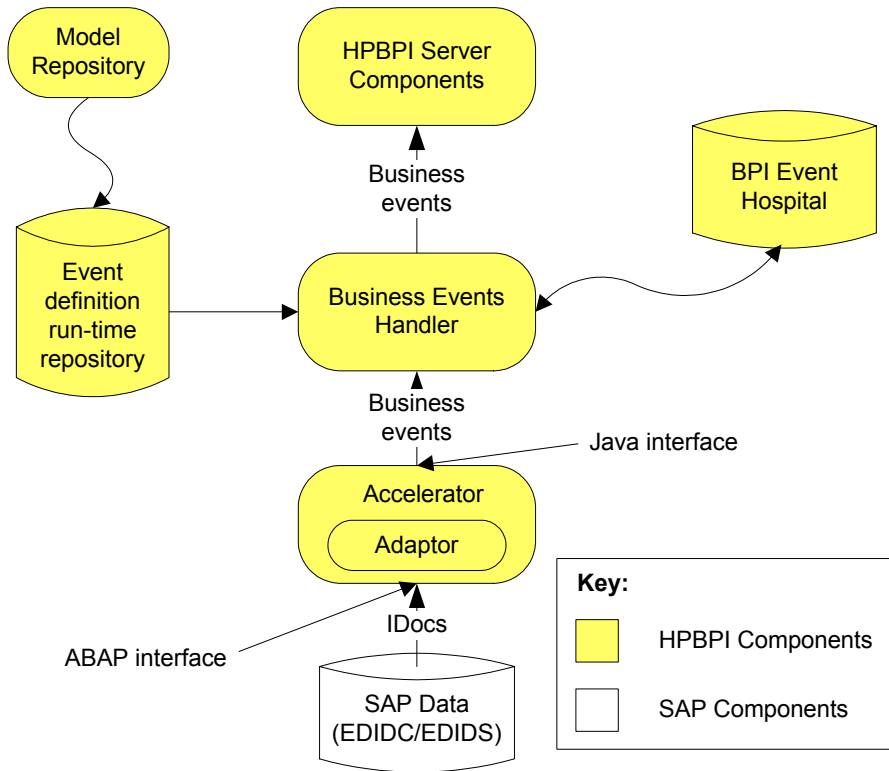 Model
Repository
HPBPI Server
Components
BPI Event
Hospital
Business
events
Event
definition
run-time
repository
Business Events
Handler
Business
events
Java interface
Accelerator
Adaptor
ABAP interface
IDocs
SAP Data
(EDIDC/EDIDS)
Key:
HPBPI Components
SAP Components